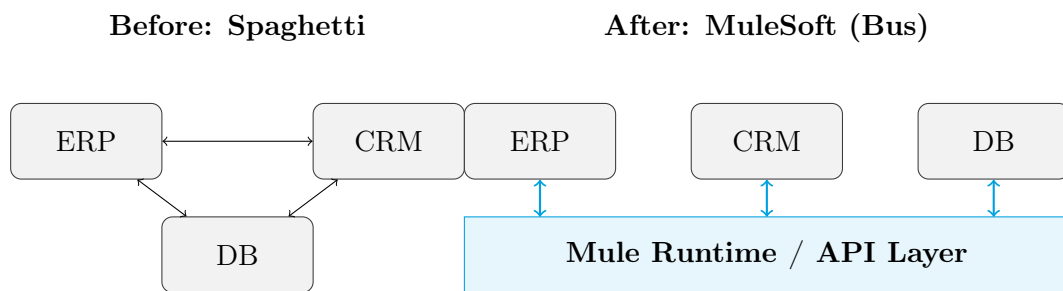 Before: Spaghetti
After: MuleSoft (Bus)
ERP
CRM
ERP
CRM
DB
DB
Mule Runtime / API Layer